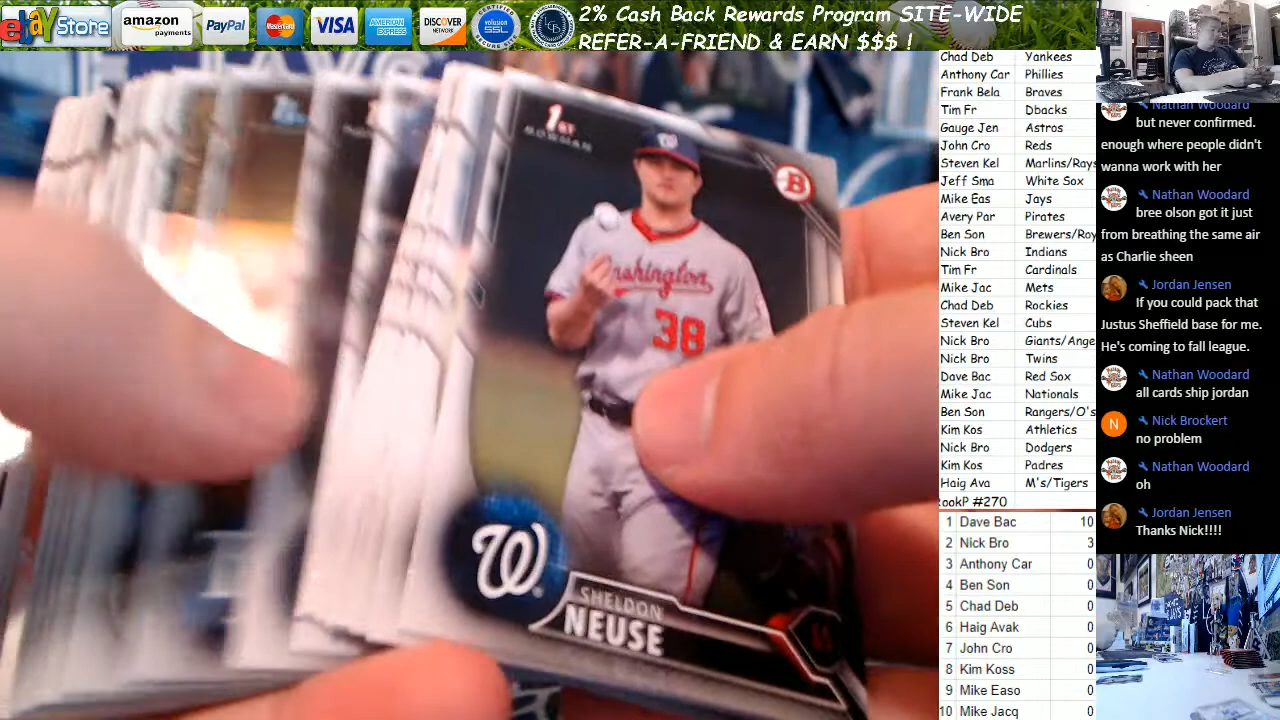 ebay Store
amazon payments
PayPal
MasterCard
VISA
AMERICAN EXPRESS
DISCOVER NETWORK
CERTIFIED
volusion
SSL
SECURE SITE
2% Cash Back Rewards Program SITE-WIDE
REFER-A-FRIEND & EARN $$$ !
Chad Deb Yankees
Anthony Car Phillies
Frank Bela Braves
Tim Fr Dbacks
Gauge Jen Astros
John Cro Reds
Steven Kel Marlins/Rays
Jeff Sma White Sox
Mike Eas Jays
Avery Par Pirates
Ben Son Brewers/Roy
Nick Bro Indians
Tim Fr Cardinals
Mike Jac Mets
Chad Deb Rockies
Steven Kel Cubs
Nick Bro Giants/Ange
Nick Bro Twins
Dave Bac Red Sox
Mike Jac Nationals
Ben Son Rangers/O's
Kim Kos Athletics
Nick Bro Dodgers
Kim Kos Padres
Haig Ava M's/Tigers
RookP #270
1 Dave Bac 10
2 Nick Bro 3
3 Anthony Car 0
4 Ben Son 0
5 Chad Deb 0
6 Haig Avak 0
7 John Cro 0
8 Kim Koss 0
9 Mike Easo 0
10 Mike Jacq 0
Nathan Woodard
but never confirmed.
enough where people didn't
wanna work with her
Nathan Woodard
bree olson got it just
from breathing the same air
as Charlie sheen
Jordan Jensen
If you could pack that
Justus Sheffield base for me.
He's coming to fall league.
Nathan Woodard
all cards ship jordan
N
Nick Brockert
no problem
Nathan Woodard
oh
Jordan Jensen
Thanks Nick!!!!
1ST
BOWMAN
B
W
Washington
38
W
SHELDON
NEUSE